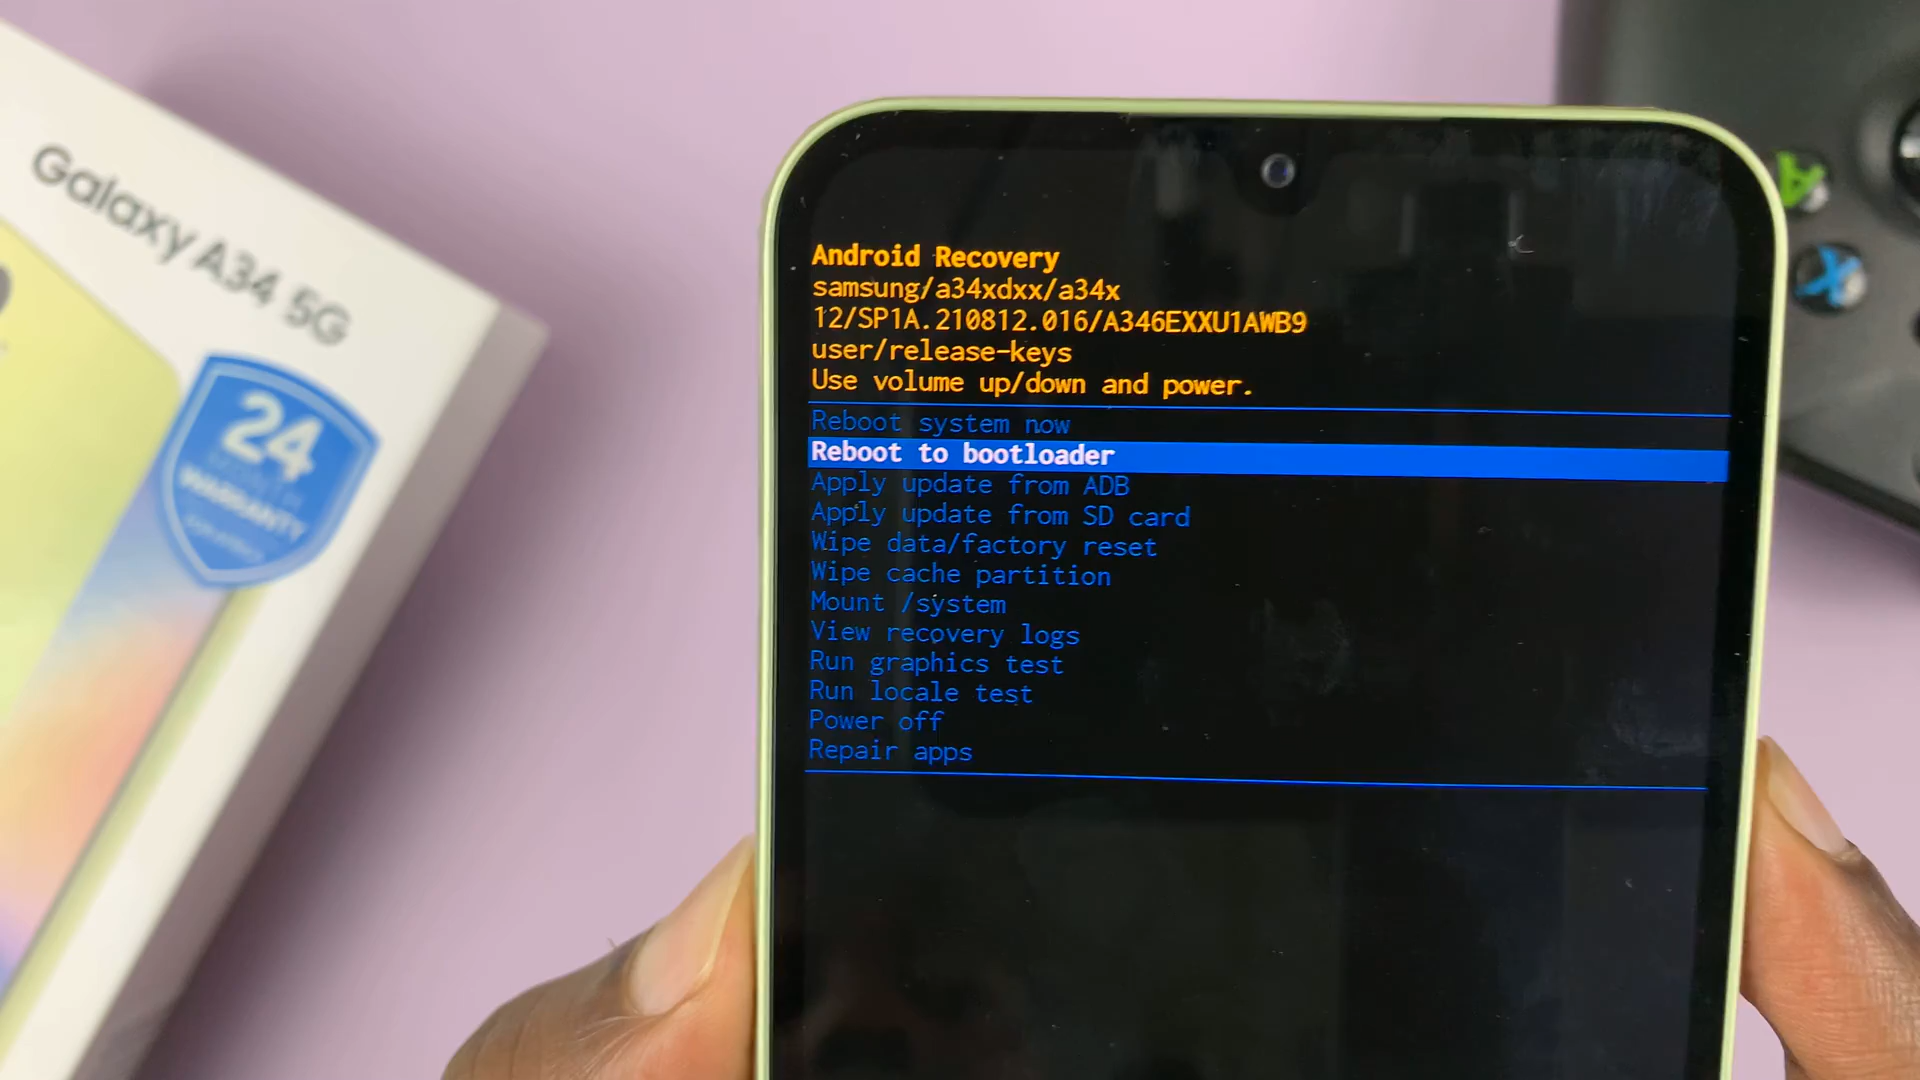 Galaxy A34 5G
24
MONTH
WARRANTY
Android Recovery
samsung/a34xdxx/a34x
12/SP1A.210812.016/A346EXXU1AWB9
user/release-keys
Use volume up/down and power.
Reboot system now
Reboot to bootloader
Apply update from ADB
Apply update from SD card
Wipe data/factory reset
Wipe cache partition
Mount /system
View recovery logs
Run graphics test
Run locale test
Power off
Repair apps
A
X